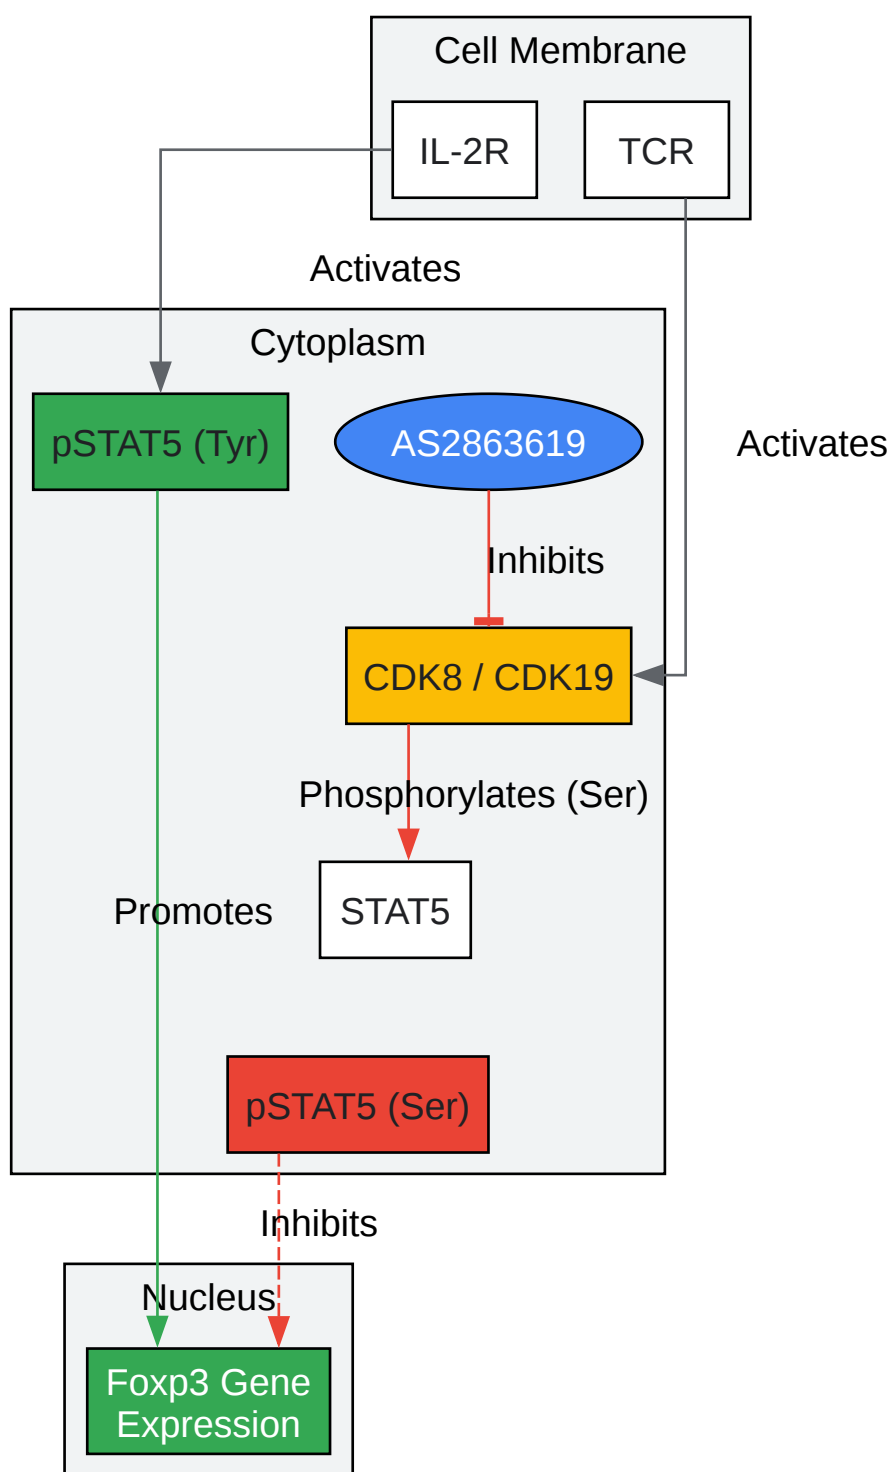 Cell Membrane
IL-2R
TCR
Activates
Cytoplasm
pSTAT5 (Tyr)
AS2863619
Activates
Inhibits
CDK8 / CDK19
Phosphorylates (Ser)
Promotes
STAT5
pSTAT5 (Ser)
Inhibits
Nucleus
Foxp3 Gene
Expression